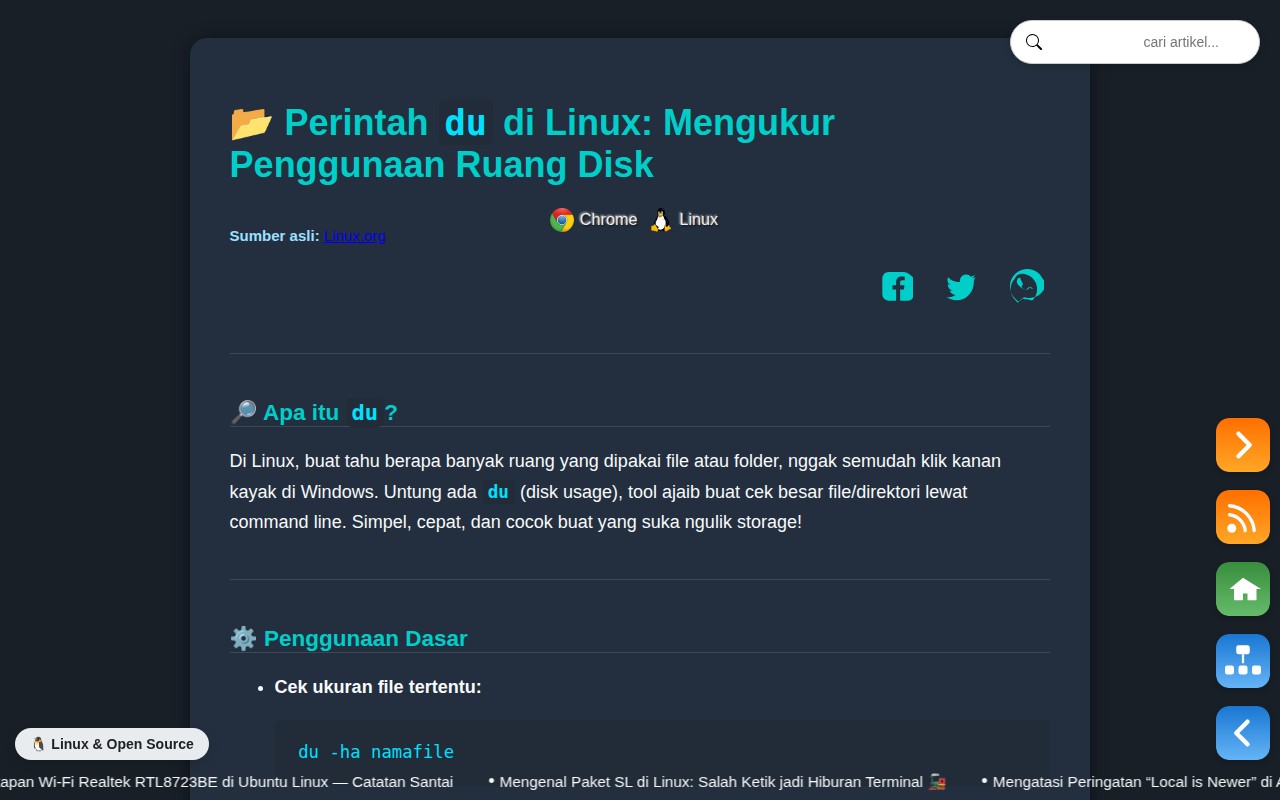 cari artikel...
📂 Perintah du di Linux: Mengukur
Penggunaan Ruang Disk
Chrome Linux
Sumber asli: Linux.org
🔎 Apa itu du?
Di Linux, buat tahu berapa banyak ruang yang dipakai file atau folder, nggak semudah klik kanan
kayak di Windows. Untung ada du (disk usage), tool ajaib buat cek besar file/direktori lewat
command line. Simpel, cepat, dan cocok buat yang suka ngulik storage!
⚙️ Penggunaan Dasar
• Cek ukuran file tertentu:
du -ha namafile
🐧 Linux & Open Source
apan Wi-Fi Realtek RTL8723BE di Ubuntu Linux — Catatan Santai • Mengenal Paket SL di Linux: Salah Ketik jadi Hiburan Terminal 🚂 • Mengatasi Peringatan “Local is Newer” di